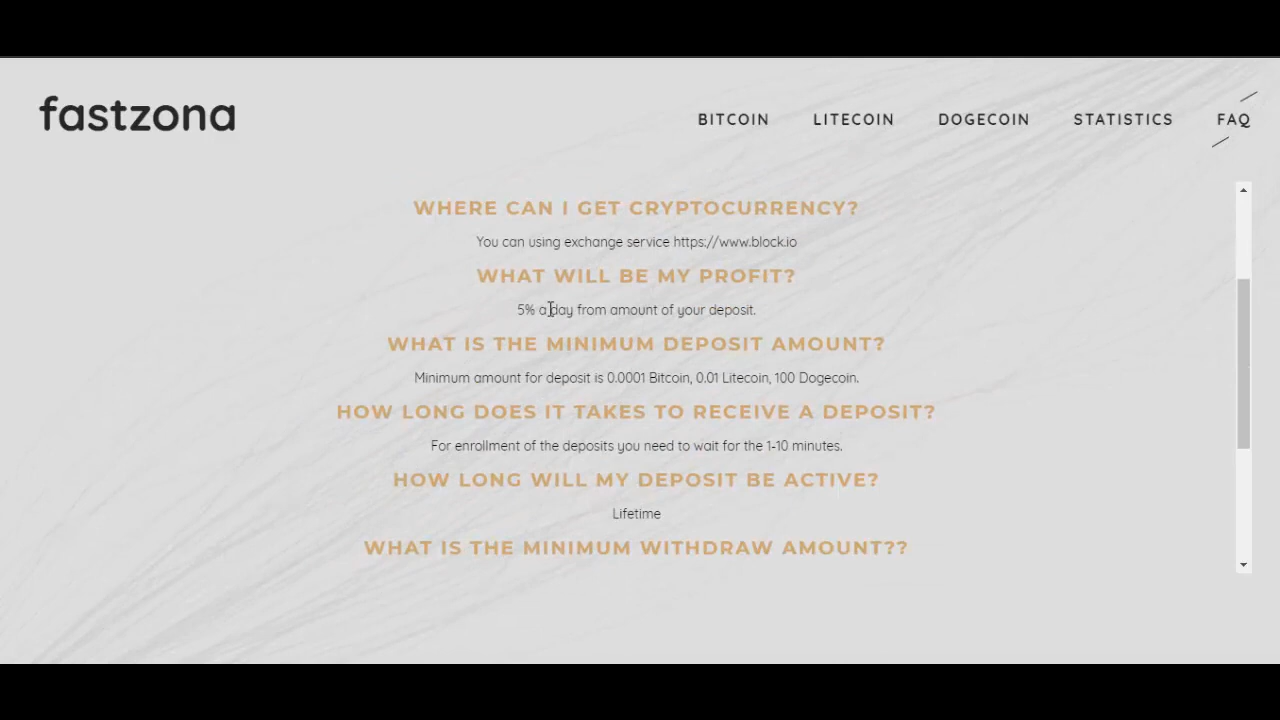 fastzona
BITCOIN LITECOIN DOGECOIN STATISTICS FAQ
WHERE CAN I GET CRYPTOCURRENCY?
You can using exchange service https://www.block.io
WHAT WILL BE MY PROFIT?
5% a day from amount of your deposit.
WHAT IS THE MINIMUM DEPOSIT AMOUNT?
Minimum amount for deposit is 0.0001 Bitcoin, 0.01 Litecoin, 100 Dogecoin.
HOW LONG DOES IT TAKES TO RECEIVE A DEPOSIT?
For enrollment of the deposits you need to wait for the 1-10 minutes.
HOW LONG WILL MY DEPOSIT BE ACTIVE?
Lifetime
WHAT IS THE MINIMUM WITHDRAW AMOUNT??